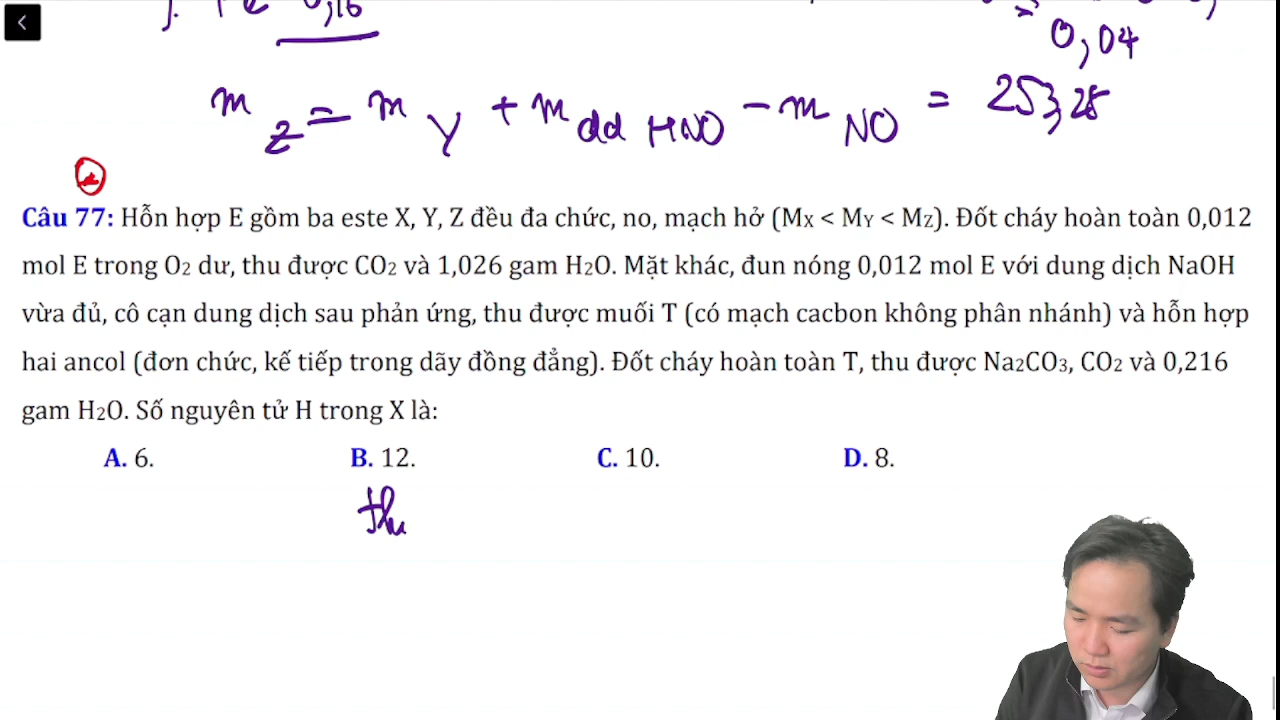 0,16
0,04
m Z = m Y + m dd HNO - m NO = 253,28
Câu 77: Hỗn hợp E gồm ba este X, Y, Z đều đa chức, no, mạch hở (MX < MY < MZ). Đốt cháy hoàn toàn 0,012
mol E trong O2 dư, thu được CO2 và 1,026 gam H2O. Mặt khác, đun nóng 0,012 mol E với dung dịch NaOH
vừa đủ, cô cạn dung dịch sau phản ứng, thu được muối T (có mạch cacbon không phân nhánh) và hỗn hợp
hai ancol (đơn chức, kế tiếp trong dãy đồng đẳng). Đốt cháy hoàn toàn T, thu được Na2CO3, CO2 và 0,216
gam H2O. Số nguyên tử H trong X là:
A. 6. B. 12. C. 10. D. 8.
thu